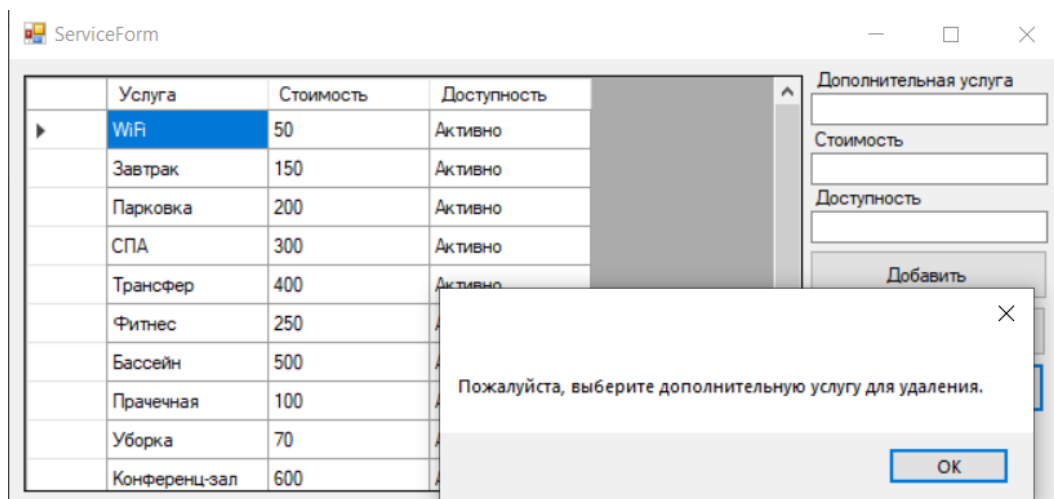 ServiceForm
Услуга Стоимость Доступность
WiFi 50 Активно
Завтрак 150 Активно
Парковка 200 Активно
СПА 300 Активно
Трансфер 400 Активно
Фитнес 250
Бассейн 500
Прачечная 100
Уборка 70
Конференц-зал 600
Дополнительная услуга
Стоимость
Доступность
Добавить
Пожалуйста, выберите дополнительную услугу для удаления.
OK